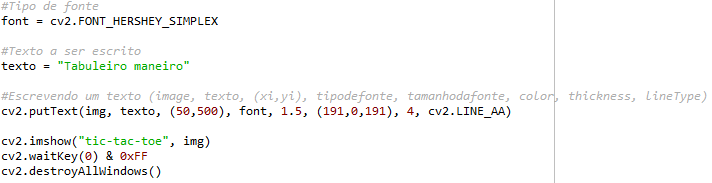 #Tipo de fonte
font = cv2.FONT_HERSHEY_SIMPLEX
#Texto a ser escrito
texto = "Tabuleiro maneiro"
#Escrevendo um texto (image, texto, (xi,yi), tipodefonte, tamanhodafonte, color, thickness, lineType)
cv2.putText(img, texto, (50,500), font, 1.5, (191,0,191), 4, cv2.LINE_AA)
cv2.imshow("tic-tac-toe", img)
cv2.waitKey(0) & 0xFF
cv2.destroyAllWindows()